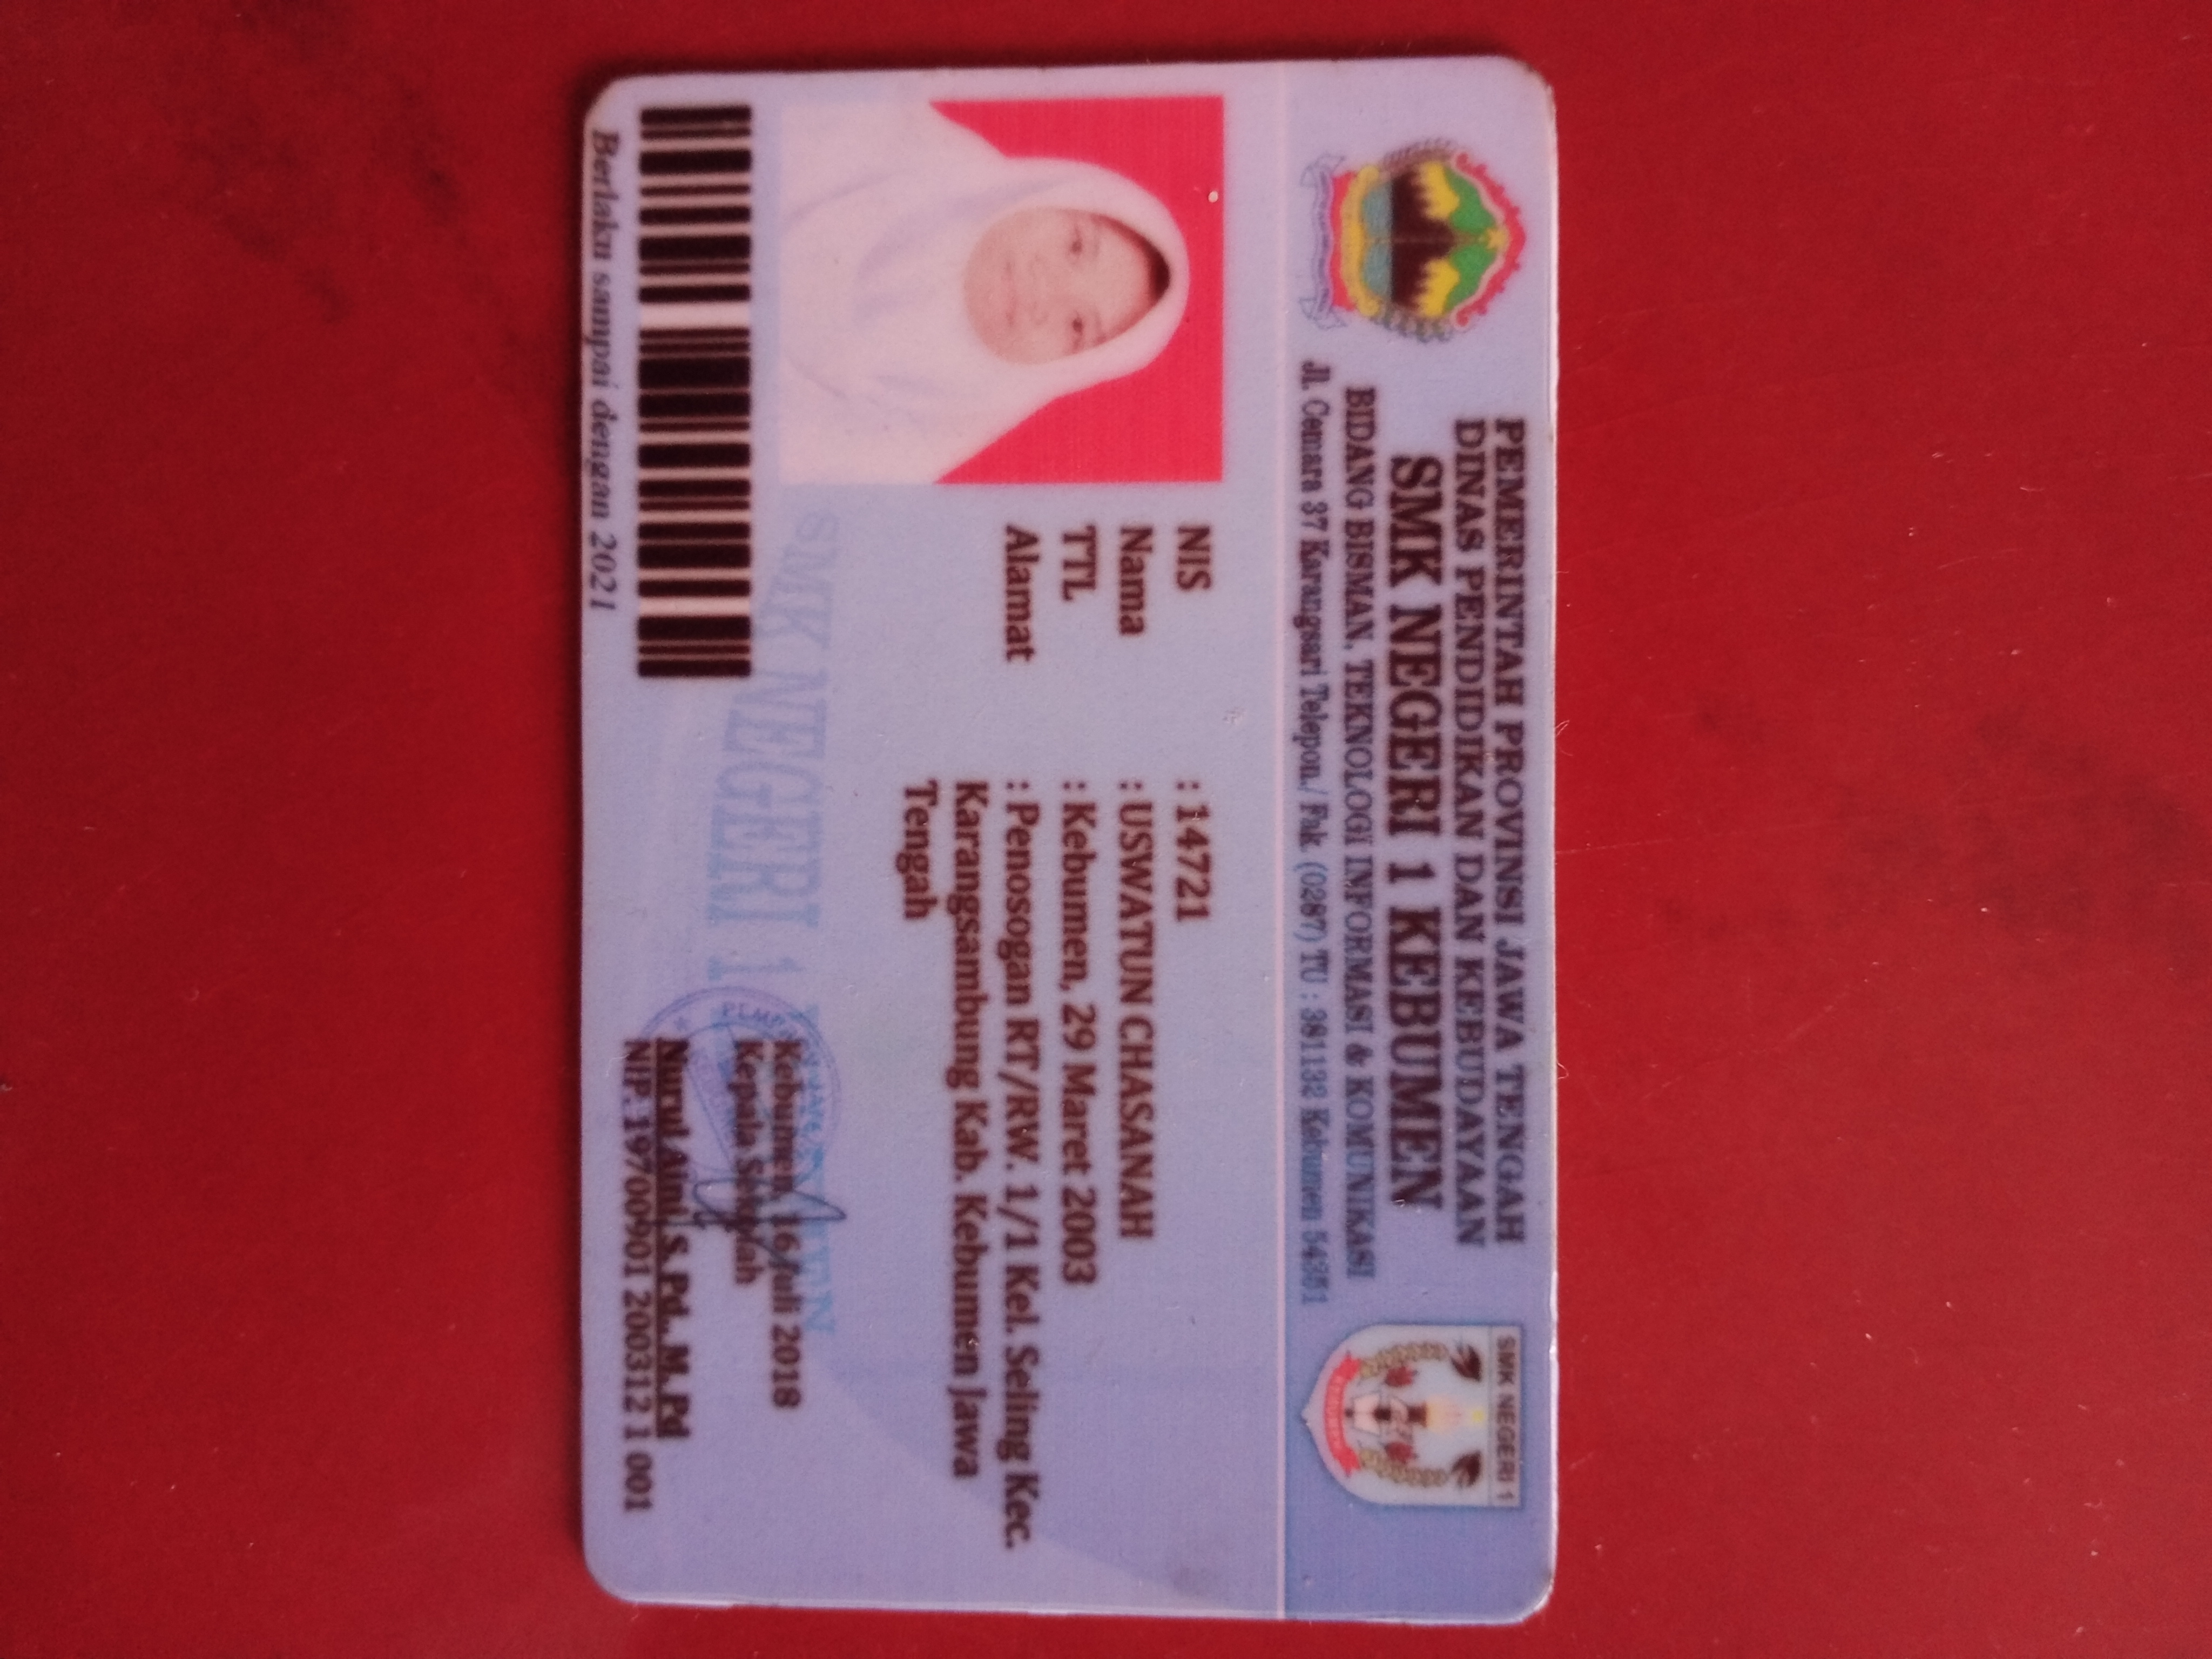 PEMERINTAH PROVINSI JAWA TENGAH
DINAS PENDIDIKAN DAN KEBUDAYAAN
SMK NEGERI 1 KEBUMEN
BIDANG BISMAN, TEKNOLOGI INFORMASI & KOMUNIKASI
Jl. Cemara 37 Karangsari Telepon./ Fak. (0287) TU : 381132 Kebumen 54351
SMK NEGERI 1
NIS : 14721
Nama : USWATUN CHASANAH
TTL : Kebumen, 29 Maret 2003
Alamat : Penosogan RT/RW. 1/1 Kel. Seling Kec.
Karangsambung Kab. Kebumen Jawa
Tengah
SMK NEGERI 1
Kebumen, 16 Juli 2018
Kepala Sekolah
Nurul Aini, S.Pd., M.Pd
NIP. 19700901 200312 1 001
Berlaku sampai dengan 2021